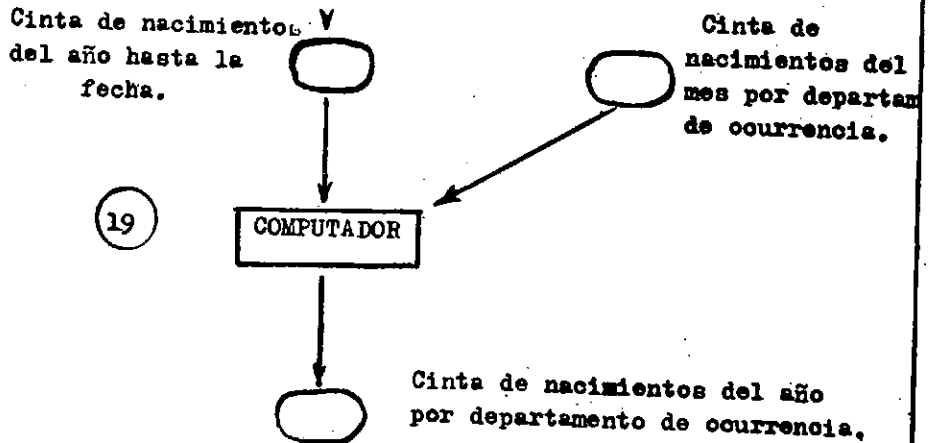 Cinta de nacimientos
del año hasta la
fecha.
Cinta de
nacimientos del
mes por departam
de ocurrencia.
19
COMPUTADOR
Cinta de nacimientos del año
por departamento de ocurrencia.